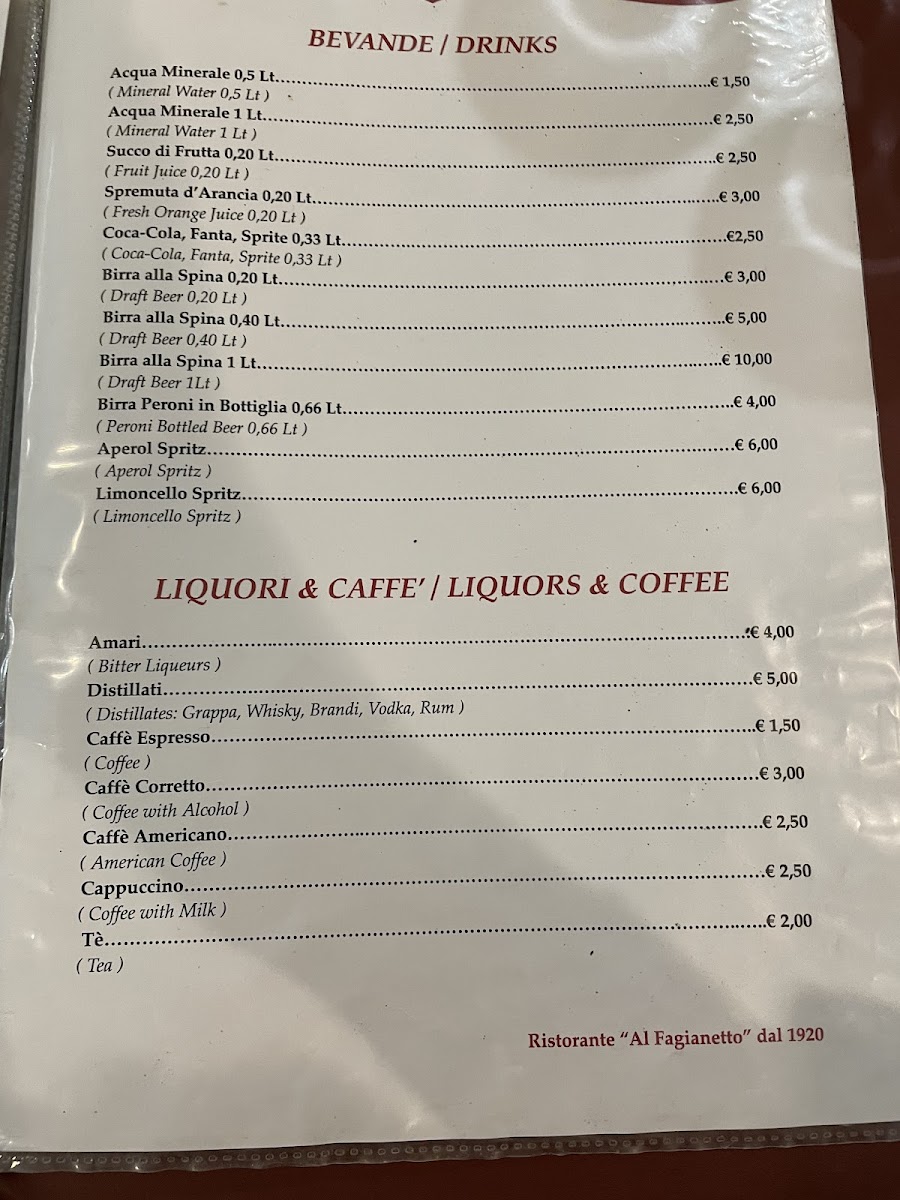 BEVANDE / DRINKS
Acqua Minerale 0,5 Lt....................€ 1,50
( Mineral Water 0,5 Lt )
Acqua Minerale 1 Lt....................€ 2,50
( Mineral Water 1 Lt )
Succo di Frutta 0,20 Lt....................€ 2,50
( Fruit Juice 0,20 Lt )
Spremuta d'Arancia 0,20 Lt....................€ 3,00
( Fresh Orange Juice 0,20 Lt )
Coca-Cola, Fanta, Sprite 0,33 Lt....................€2,50
( Coca-Cola, Fanta, Sprite 0,33 Lt )
Birra alla Spina 0,20 Lt....................€ 3,00
( Draft Beer 0,20 Lt )
Birra alla Spina 0,40 Lt....................€ 5,00
( Draft Beer 0,40 Lt )
Birra alla Spina 1 Lt....................€ 10,00
( Draft Beer 1Lt )
Birra Peroni in Bottiglia 0,66 Lt....................€ 4,00
( Peroni Bottled Beer 0,66 Lt )
Aperol Spritz....................€ 6,00
( Aperol Spritz )
Limoncello Spritz....................€ 6,00
( Limoncello Spritz )
LIQUORI & CAFFE' / LIQUORS & COFFEE
Amari....................€ 4,00
( Bitter Liqueurs )
Distillati....................€ 5,00
( Distillates: Grappa, Whisky, Brandi, Vodka, Rum )
Caffè Espresso....................€ 1,50
( Coffee )
Caffè Corretto....................€ 3,00
( Coffee with Alcohol )
Caffè Americano....................€ 2,50
( American Coffee )
Cappuccino....................€ 2,50
( Coffee with Milk )
Tè....................€ 2,00
( Tea )
Ristorante "Al Fagianetto" dal 1920